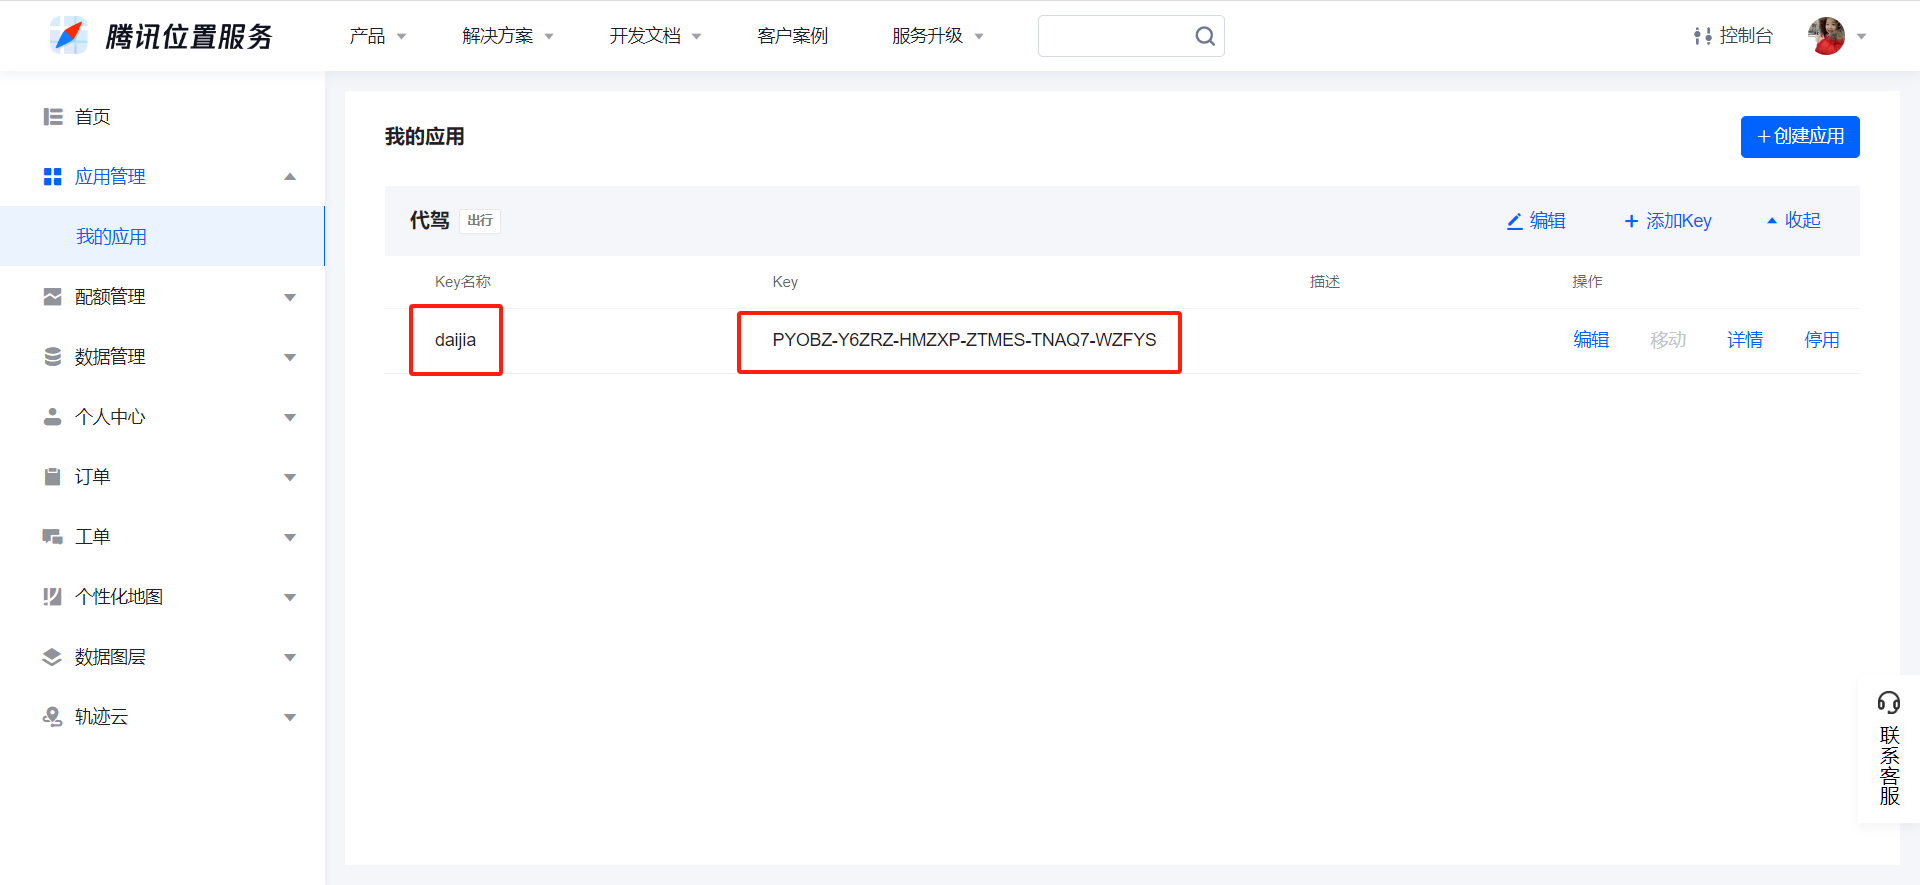 腾讯位置服务
产品
解决方案
开发文档
客户案例
服务升级
控制台
首页
应用管理
我的应用
配额管理
数据管理
个人中心
订单
工单
个性化地图
数据图层
轨迹云
我的应用
+创建应用
代驾 出行
编辑
+ 添加Key
收起
Key名称 Key 描述 操作
daijia PYOBZ-Y6ZRZ-HMZXP-ZTMES-TNAQ7-WZFYS 编辑 移动 详情 停用
联系客服